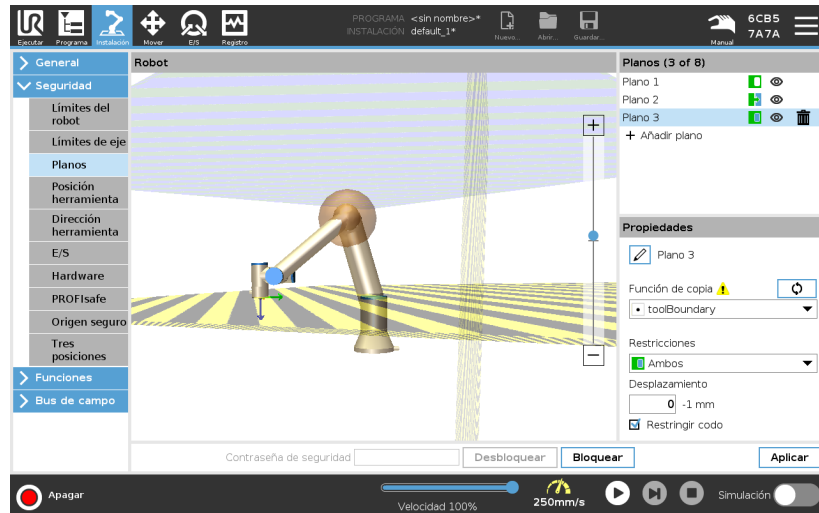 PROGRAMA <sin nombre>*
INSTALACIÓN default_1*
Ejecutar Programa Instalación Mover E/S Registro
Nuevo... Abrir... Guardar...
Manual
6CB5
7A7A
General
Seguridad
Límites del
robot
Límites de eje
Planos
Posición
herramienta
Dirección
herramienta
E/S
Hardware
PROFIsafe
Origen seguro
Tres
posiciones
Funciones
Bus de campo
Robot
+
−
Planos (3 of 8)
Plano 1
Plano 2
Plano 3
+ Añadir plano
Propiedades
Plano 3
Función de copia
toolBoundary
Restricciones
Ambos
Desplazamiento
0 -1 mm
Restringir codo
Contraseña de seguridad
Desbloquear
Bloquear
Aplicar
Apagar
Velocidad 100%
250mm/s
Simulación